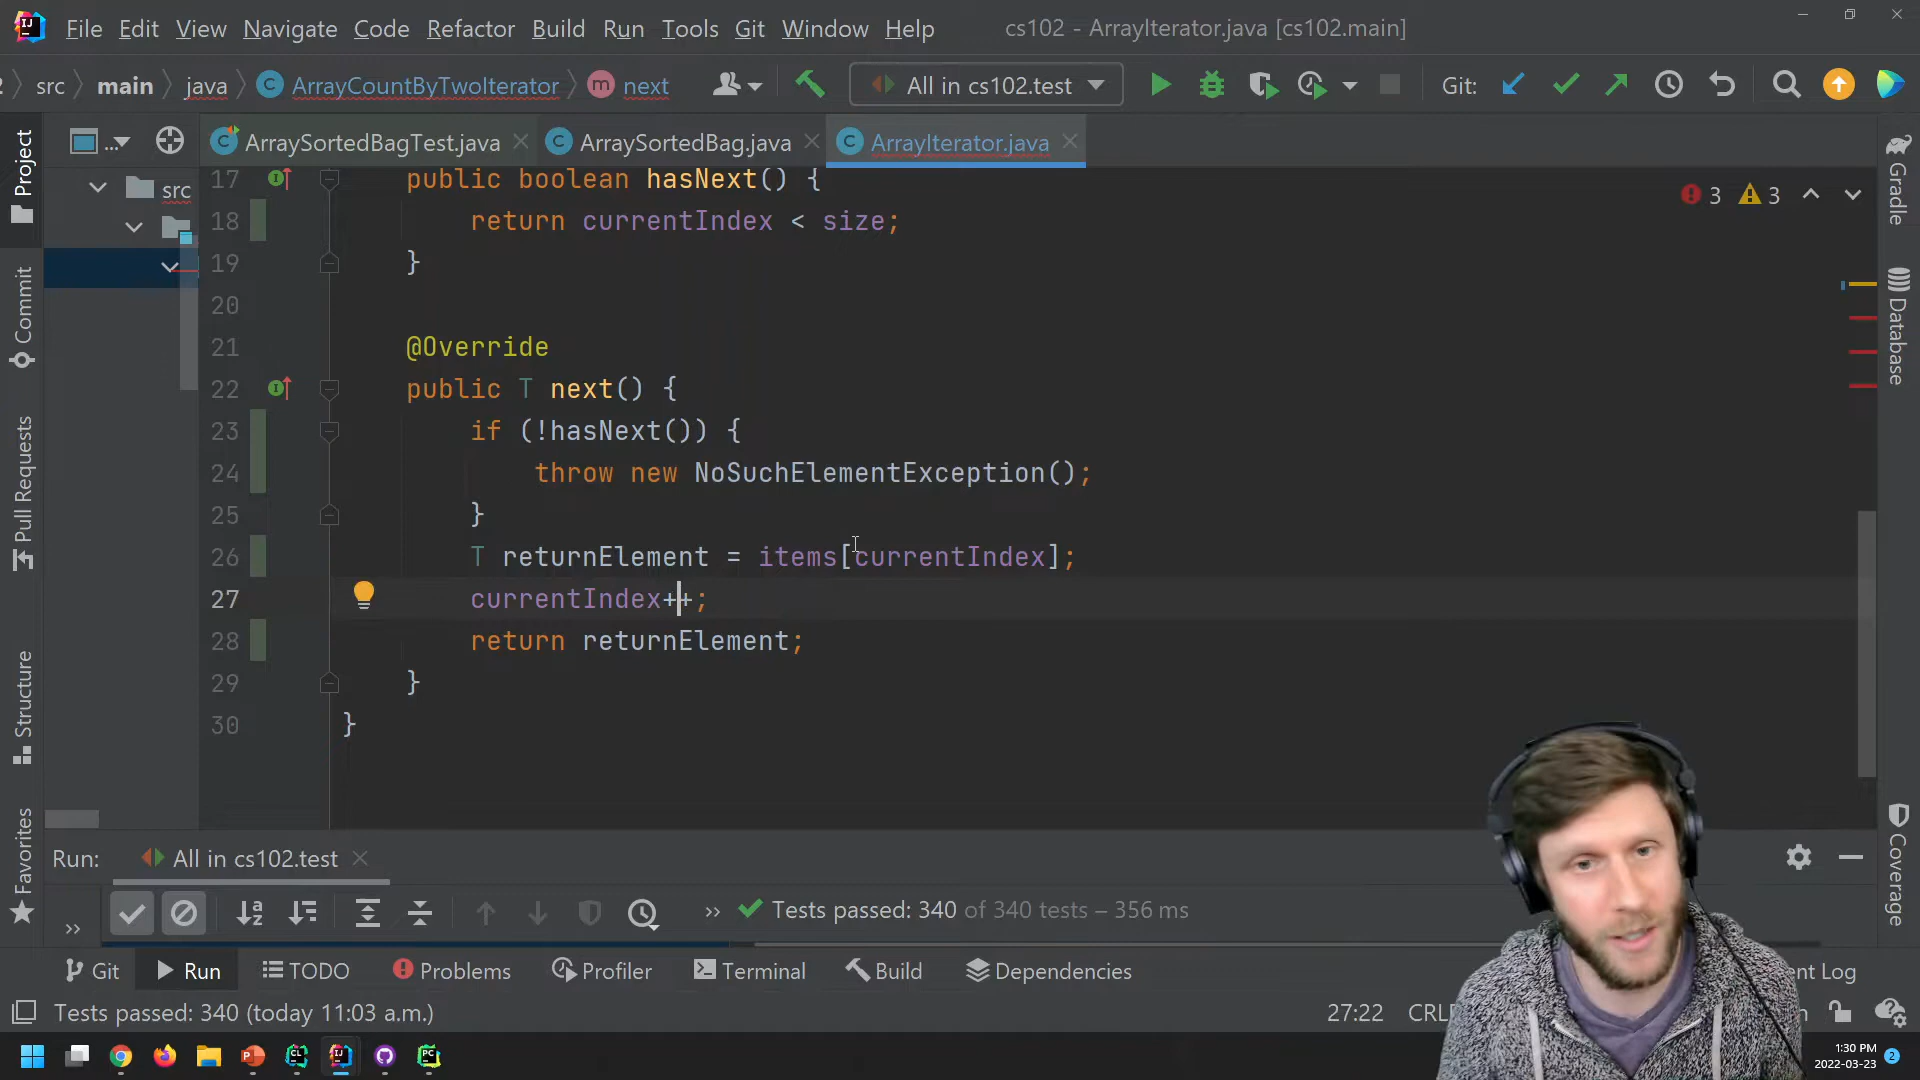 File Edit View Navigate Code Refactor Build Run Tools Git Window Help cs102 - ArrayIterator.java [cs102.main]
src main java ArrayCountByTwoIterator next All in cs102.test Git:
Project
... ArraySortedBagTest.java ArraySortedBag.java ArrayIterator.java
src
17 public boolean hasNext() {
3 3
18 return currentIndex < size;
19 }
20
21 @Override
22 public T next() {
23 if (!hasNext()) {
24 throw new NoSuchElementException();
25 }
26 T returnElement = items[currentIndex];
27 currentIndex++;
28 return returnElement;
29 }
30 }
Commit
Pull Requests
Structure
Favorites
Gradle
Database
Coverage
Run: All in cs102.test
Tests passed: 340 of 340 tests – 356 ms
Git Run TODO Problems Profiler Terminal Build Dependencies Log
Tests passed: 340 (today 11:03 a.m.) 27:22
1:30 PM
2022-03-23 2